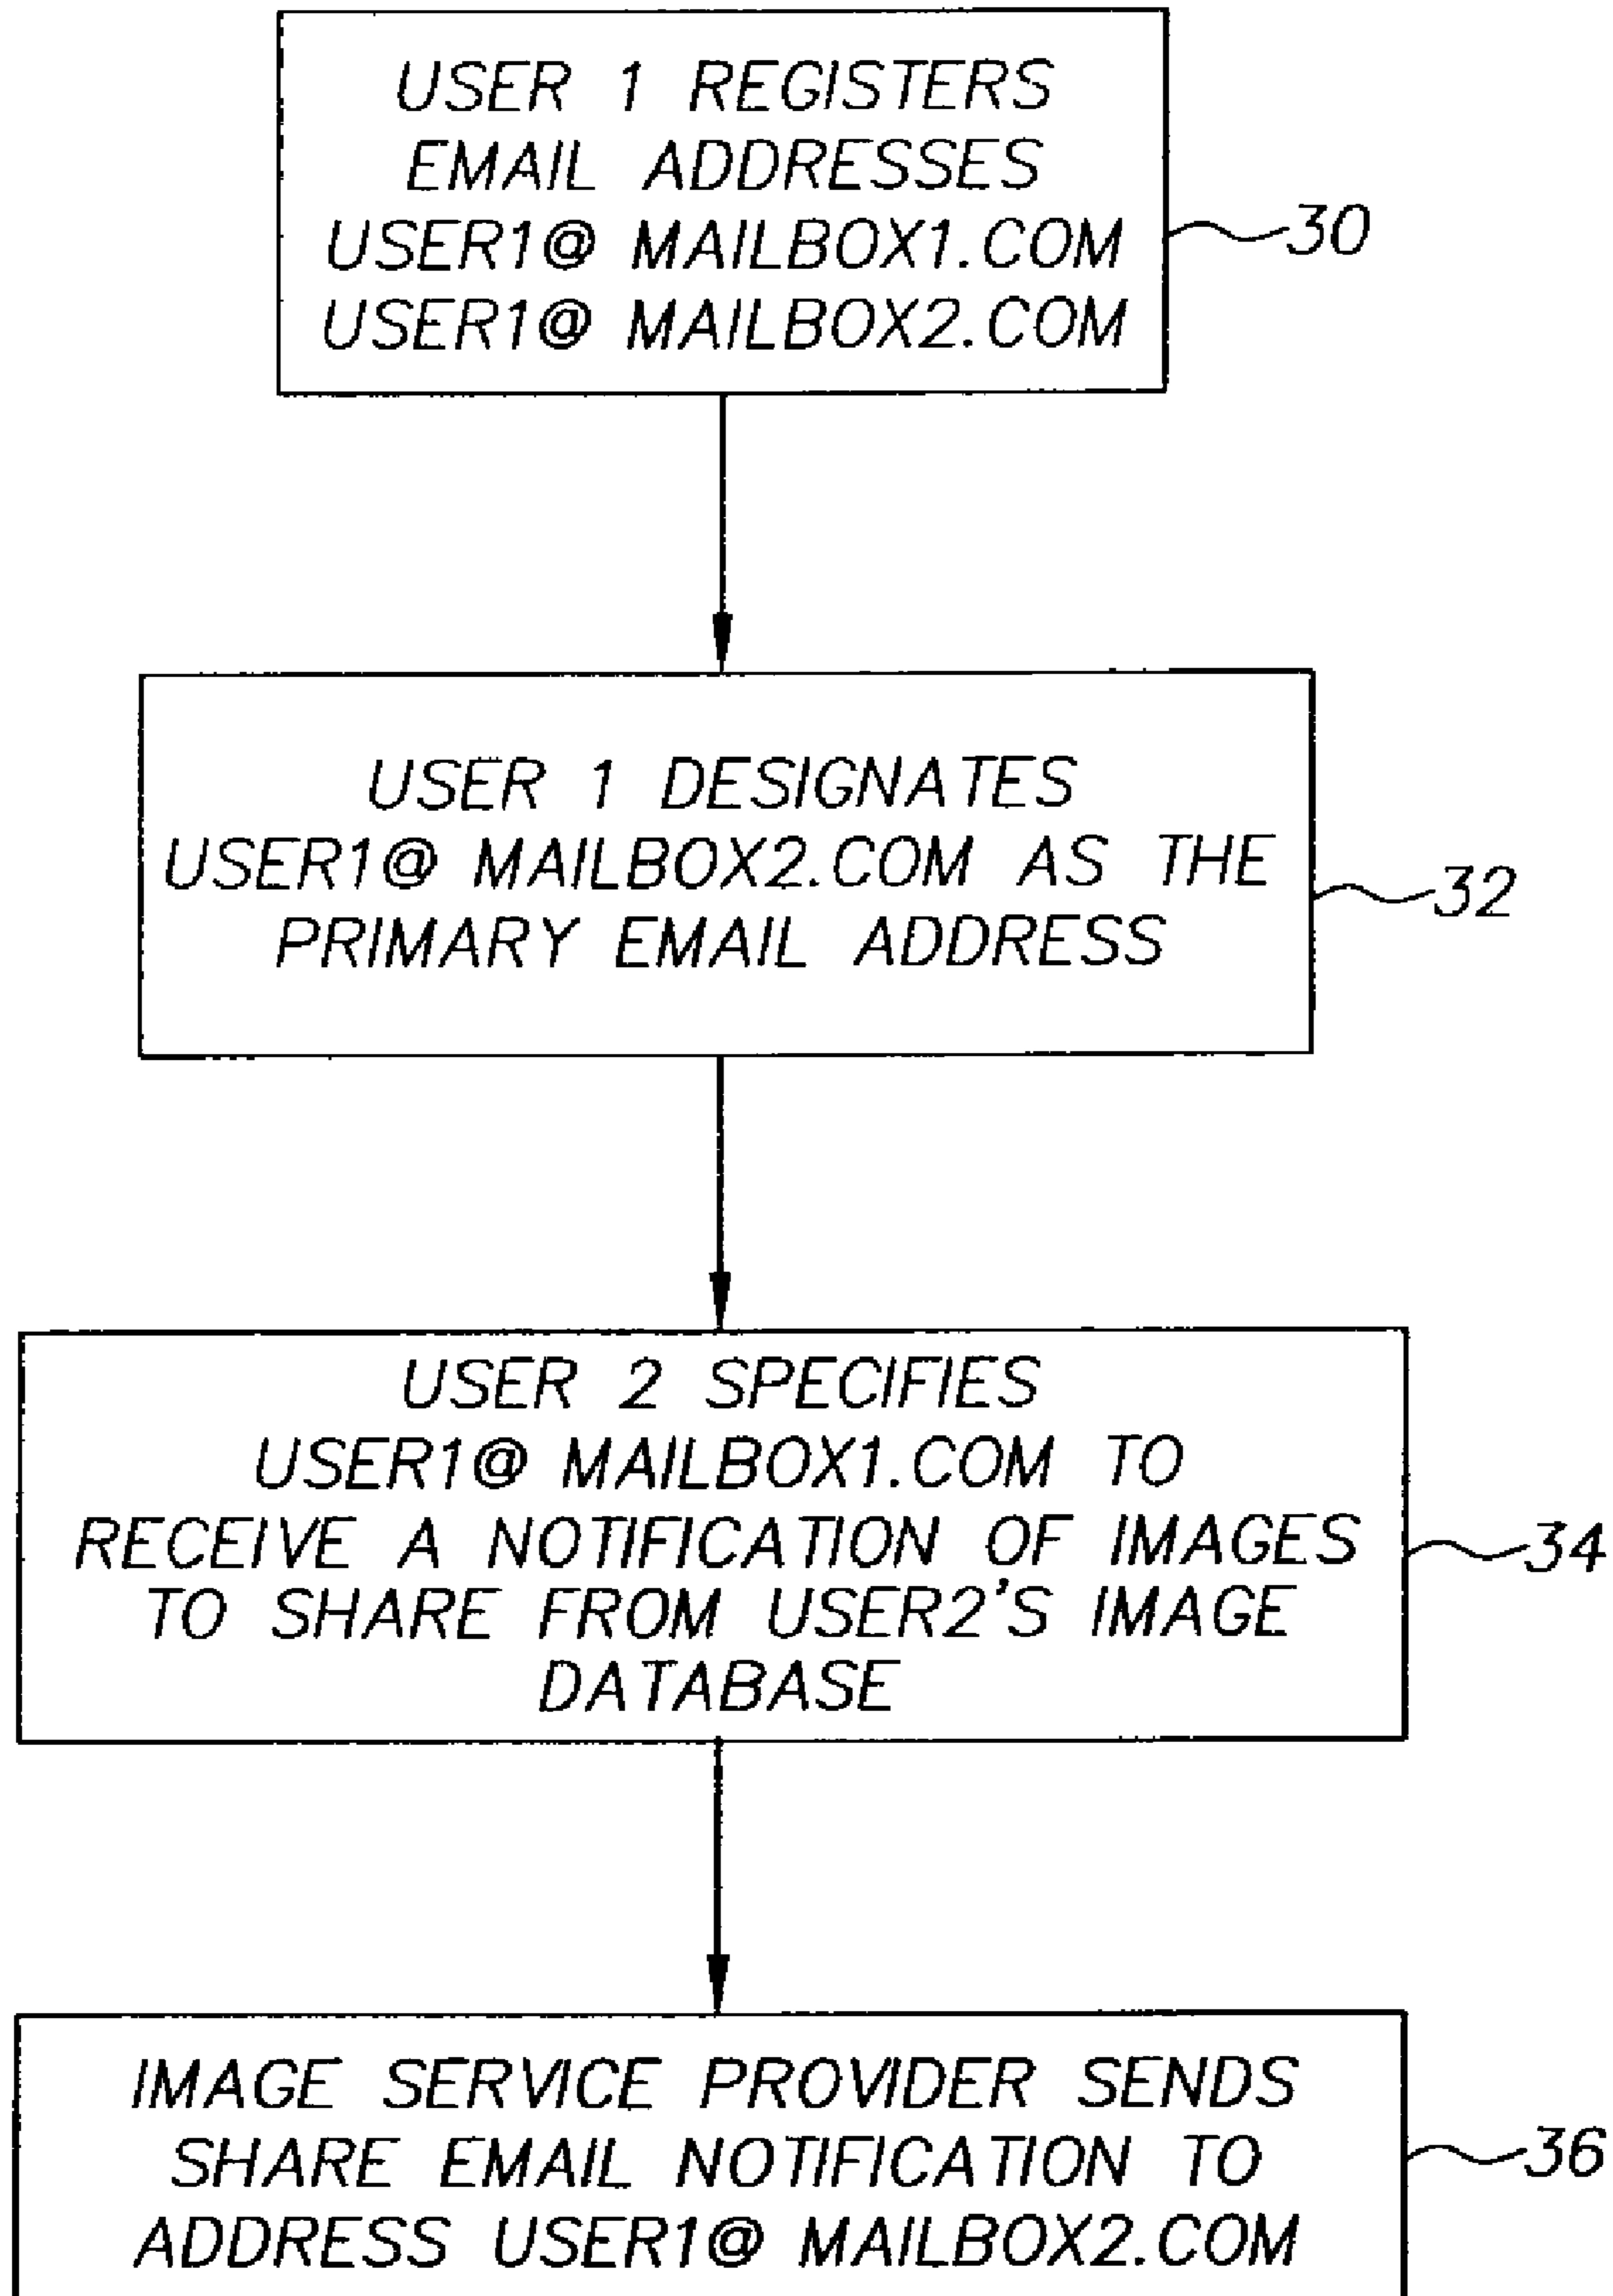 USER 1 REGISTERS
EMAIL ADDRESSES
USER1@ MAILBOX1.COM
USER1@ MAILBOX2.COM
30
USER 1 DESIGNATES
USER1@ MAILBOX2.COM AS THE
PRIMARY EMAIL ADDRESS
32
USER 2 SPECIFIES
USER1@ MAILBOX1.COM TO
RECEIVE A NOTIFICATION OF IMAGES
TO SHARE FROM USER2'S IMAGE
DATABASE
34
IMAGE SERVICE PROVIDER SENDS
SHARE EMAIL NOTIFICATION TO
ADDRESS USER1@ MAILBOX2.COM
36